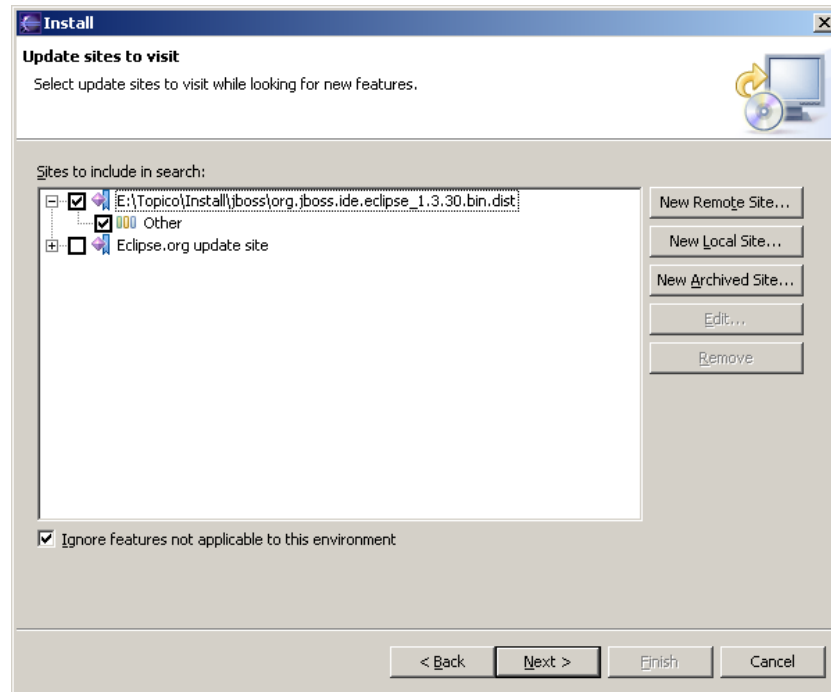 Install
Update sites to visit
Select update sites to visit while looking for new features.
Sites to include in search:
E:\Topico\Install\jboss\org.jboss.ide.eclipse_1.3.30.bin.dist
Other
Eclipse.org update site
New Remote Site...
New Local Site...
New Archived Site...
Edit...
Remove
Ignore features not applicable to this environment
< Back Next > Finish Cancel